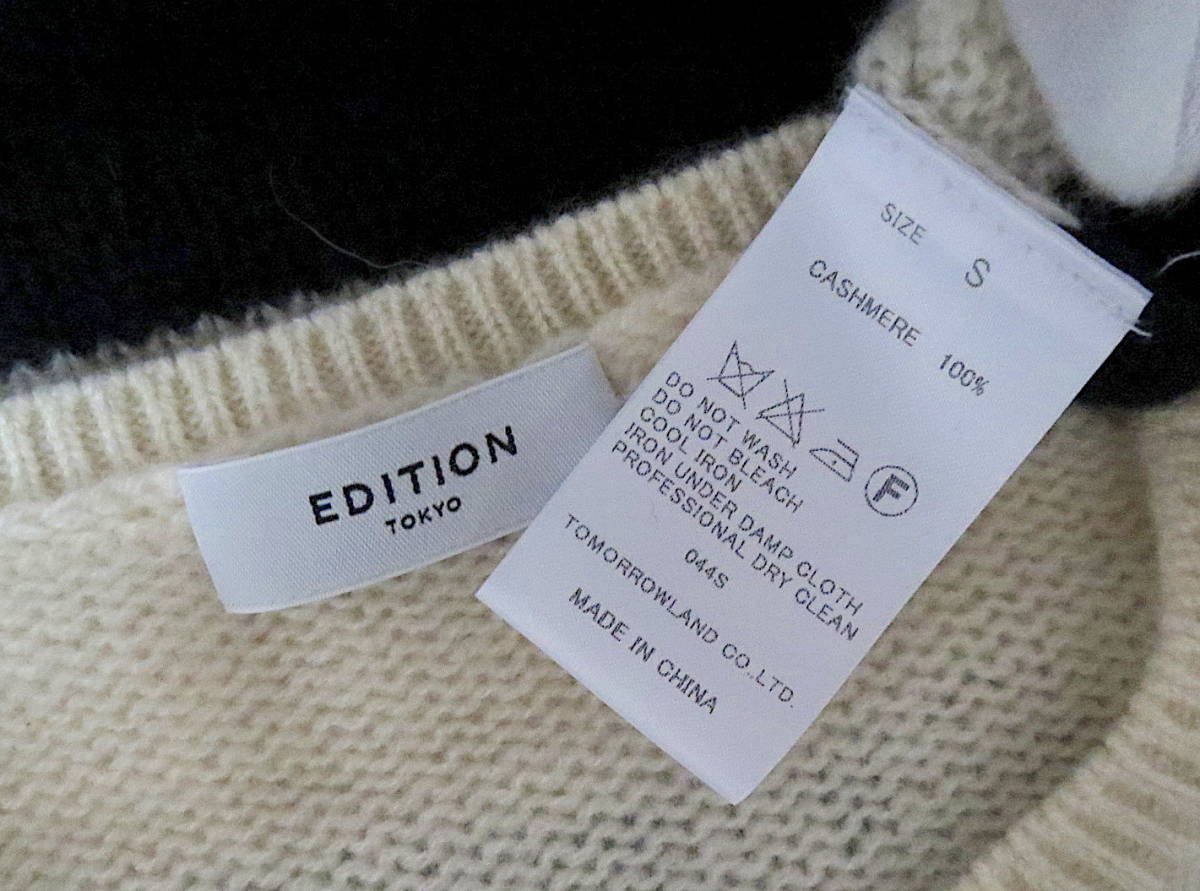 EDITION
TOKYO
SIZE
S
CASHMERE 100%
F
DO NOT WASH
DO NOT BLEACH
COOL IRON
IRON UNDER DAMP CLOTH
PROFESSIONAL DRY CLEAN
044S
TOMORROWLAND CO.,LTD.
MADE IN CHINA